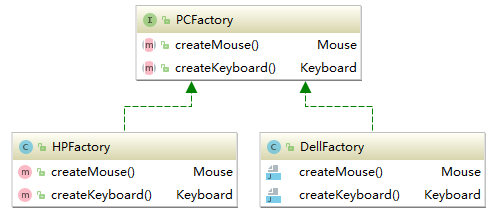 I PCFactory
m createMouse() Mouse
m createKeyboard() Keyboard
C HPFactory
m createMouse() Mouse
m createKeyboard() Keyboard
C DellFactory
J createMouse() Mouse
J createKeyboard() Keyboard